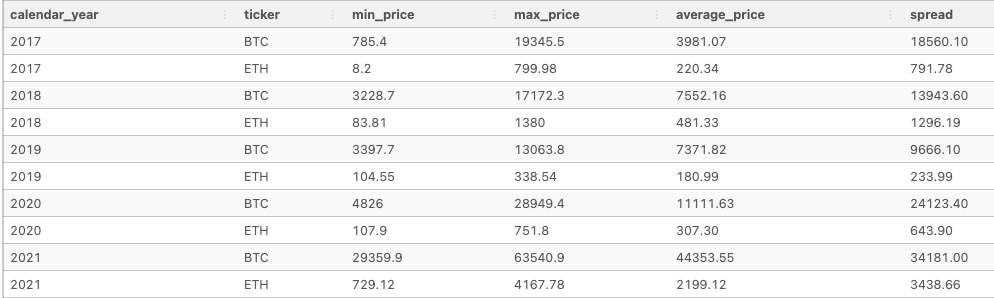 calendar_year ticker min_price max_price average_price spread
2017 BTC 785.4 19345.5 3981.07 18560.10
2017 ETH 8.2 799.98 220.34 791.78
2018 BTC 3228.7 17172.3 7552.16 13943.60
2018 ETH 83.81 1380 481.33 1296.19
2019 BTC 3397.7 13063.8 7371.82 9666.10
2019 ETH 104.55 338.54 180.99 233.99
2020 BTC 4826 28949.4 11111.63 24123.40
2020 ETH 107.9 751.8 307.30 643.90
2021 BTC 29359.9 63540.9 44353.55 34181.00
2021 ETH 729.12 4167.78 2199.12 3438.66